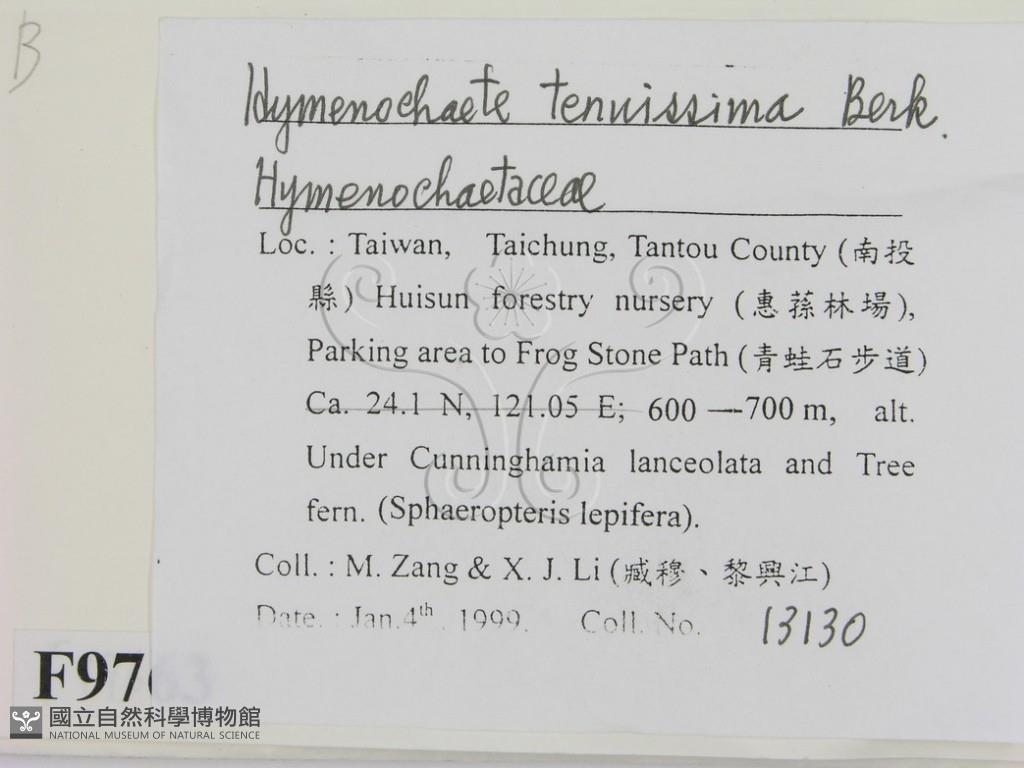 B
Hymenochaete tenuissima Berk.
Hymenochaetaceae
Loc. : Taiwan, Taichung, Tantou County (南投
縣) Huisun forestry nursery (惠蓀林場),
Parking area to Frog Stone Path (青蛙石步道)
Ca. 24.1 N, 121.05 E; 600 —700 m, alt.
Under Cunninghamia lanceolata and Tree
fern. (Sphaeropteris lepifera).
Coll. : M. Zang & X. J. Li (臧穆、黎興江)
Date. : Jan.4th. 1999. Coll. No. 13130
F9763
國立自然科學博物館
NATIONAL MUSEUM OF NATURAL SCIENCE